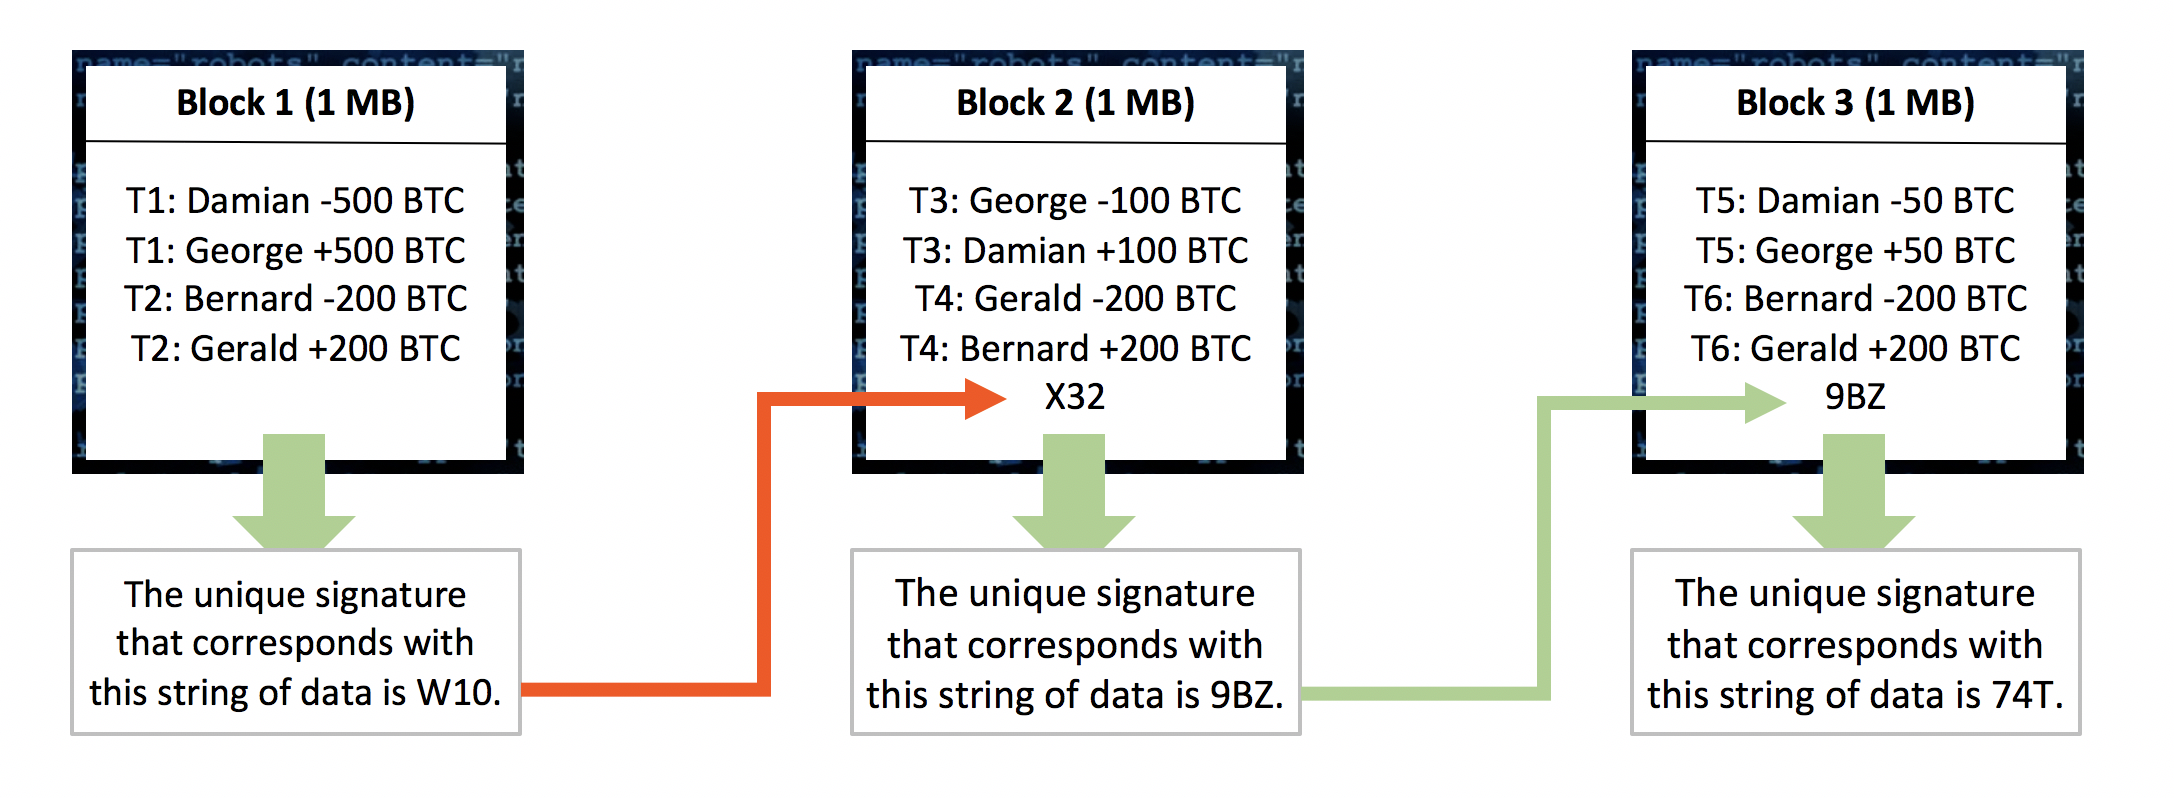 Block 1 (1 MB)
T1: Damian -500 BTC
T1: George +500 BTC
T2: Bernard -200 BTC
T2: Gerald +200 BTC
The unique signature
that corresponds with
this string of data is W10.
Block 2 (1 MB)
T3: George -100 BTC
T3: Damian +100 BTC
T4: Gerald -200 BTC
T4: Bernard +200 BTC
X32
The unique signature
that corresponds with
this string of data is 9BZ.
Block 3 (1 MB)
T5: Damian -50 BTC
T5: George +50 BTC
T6: Bernard -200 BTC
T6: Gerald +200 BTC
9BZ
The unique signature
that corresponds with
this string of data is 74T.